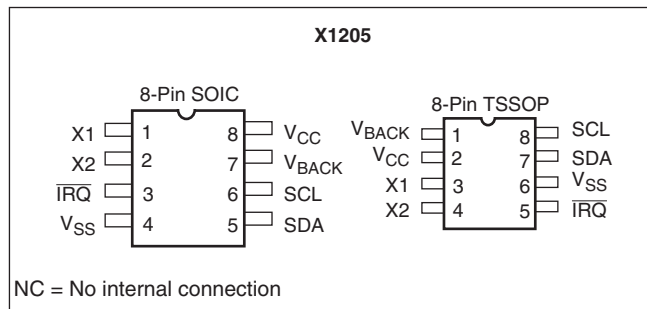 X1205
8-Pin SOIC
X1 1 8 VCC
X2 2 7 VBACK
IRQ 3 6 SCL
VSS 4 5 SDA
8-Pin TSSOP
VBACK 1 8 SCL
VCC 2 7 SDA
X1 3 6 VSS
X2 4 5 IRQ
NC = No internal connection